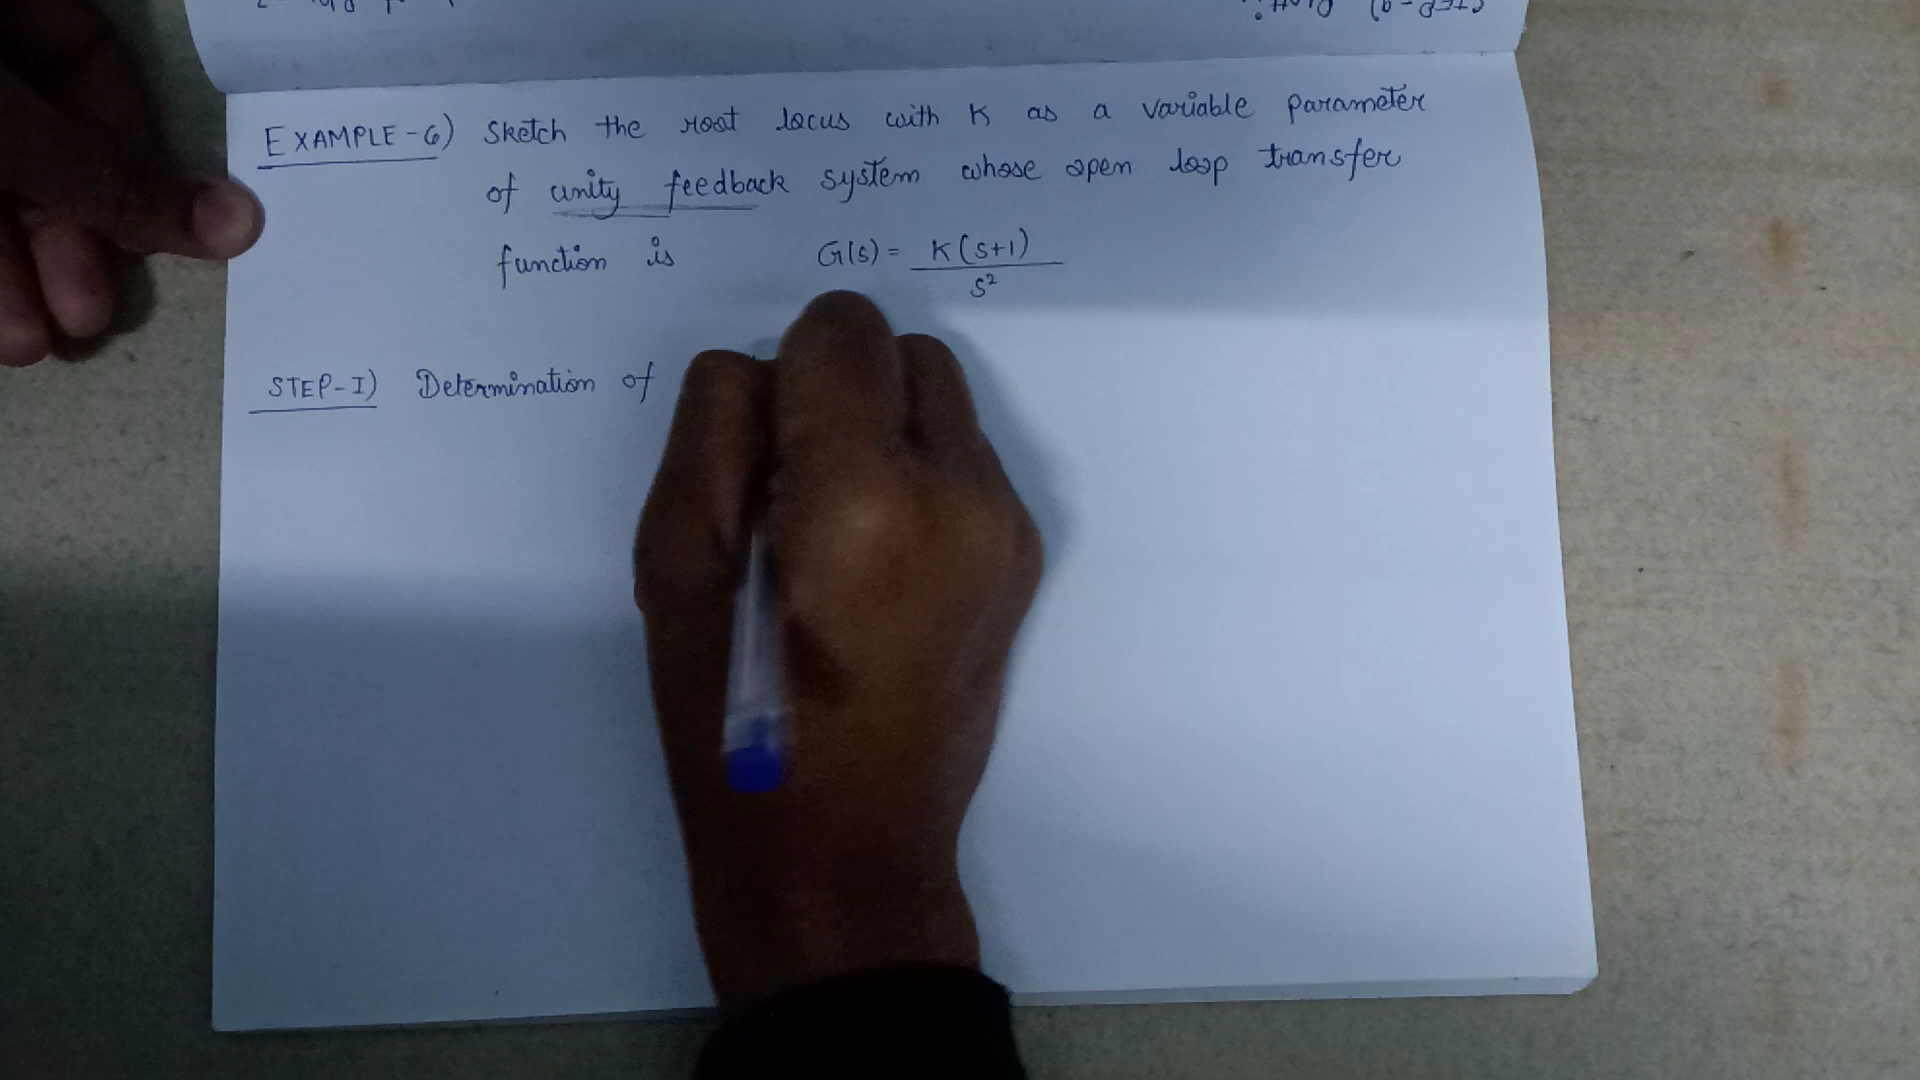 EXAMPLE-6) Sketch the root locus with K as a variable parameter
of unity feedback system whose open loop transfer
function is G(s) = K(s+1) / s²
STEP-I) Determination of